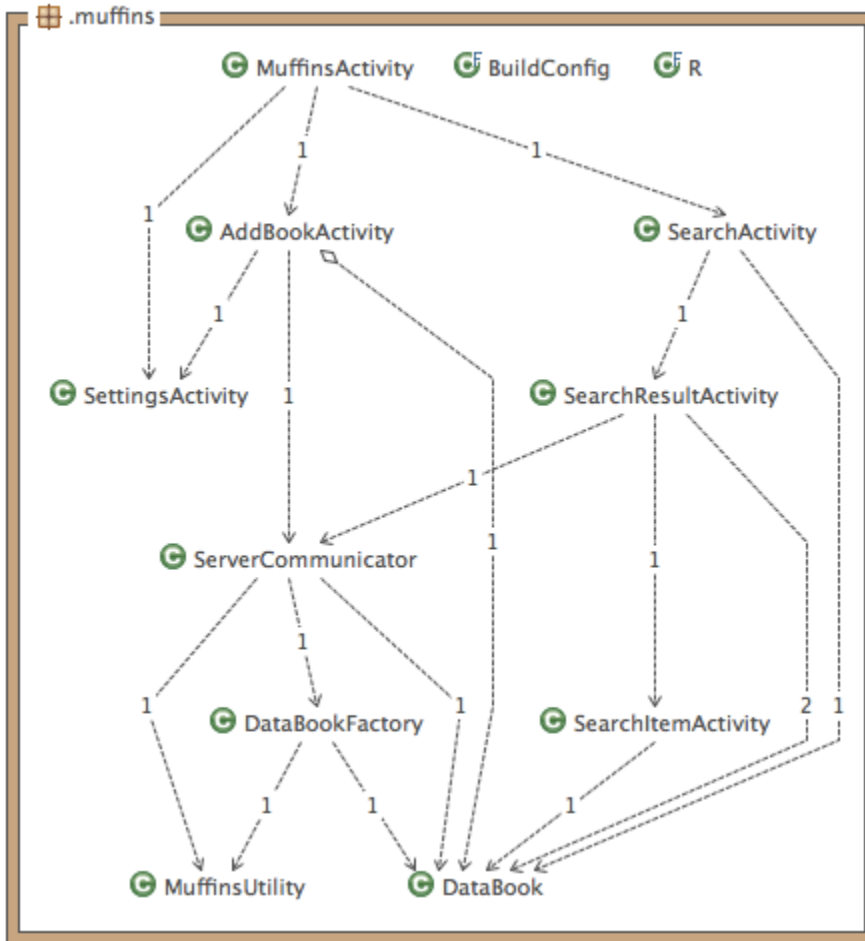 .muffins
MuffinsActivity
BuildConfig
R
1
1
1
AddBookActivity
SearchActivity
1
1
SettingsActivity
1
SearchResultActivity
1
1
1
ServerCommunicator
1
1
1
2
1
DataBookFactory
SearchItemActivity
1
1
1
MuffinsUtility
DataBook